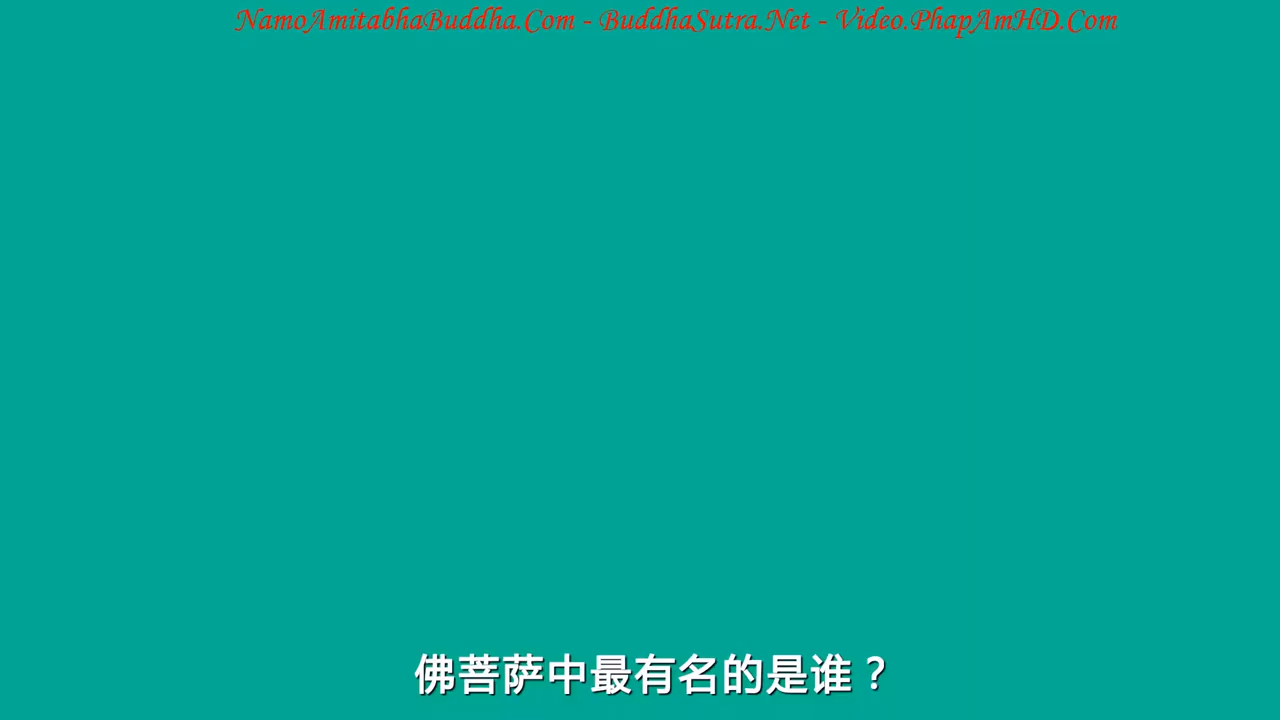 NamoAmitabhaBuddha.Com - BuddhaSutra.Net - Video.PhapAmHD.Com
佛菩萨中最有名的是谁？